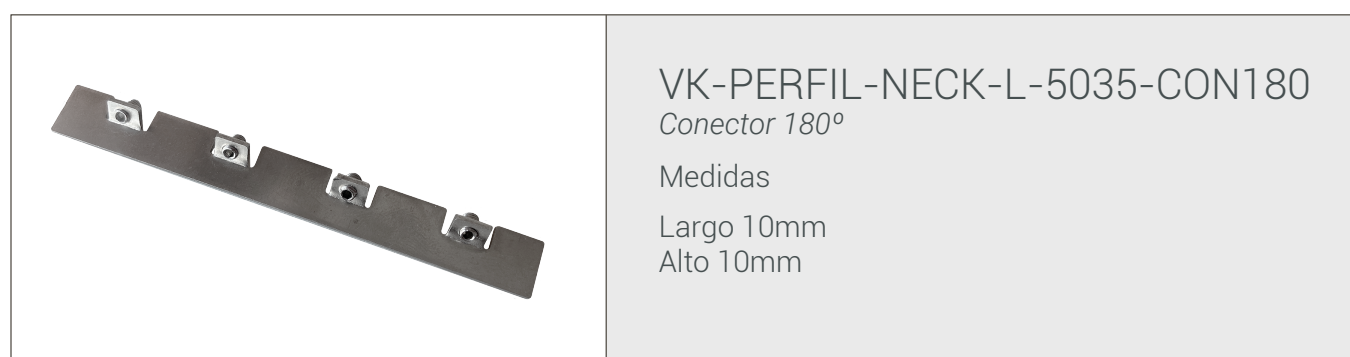 VK-PERFIL-NECK-L-5035-CON180
Conector 180º
Medidas
Largo 10mm
Alto 10mm